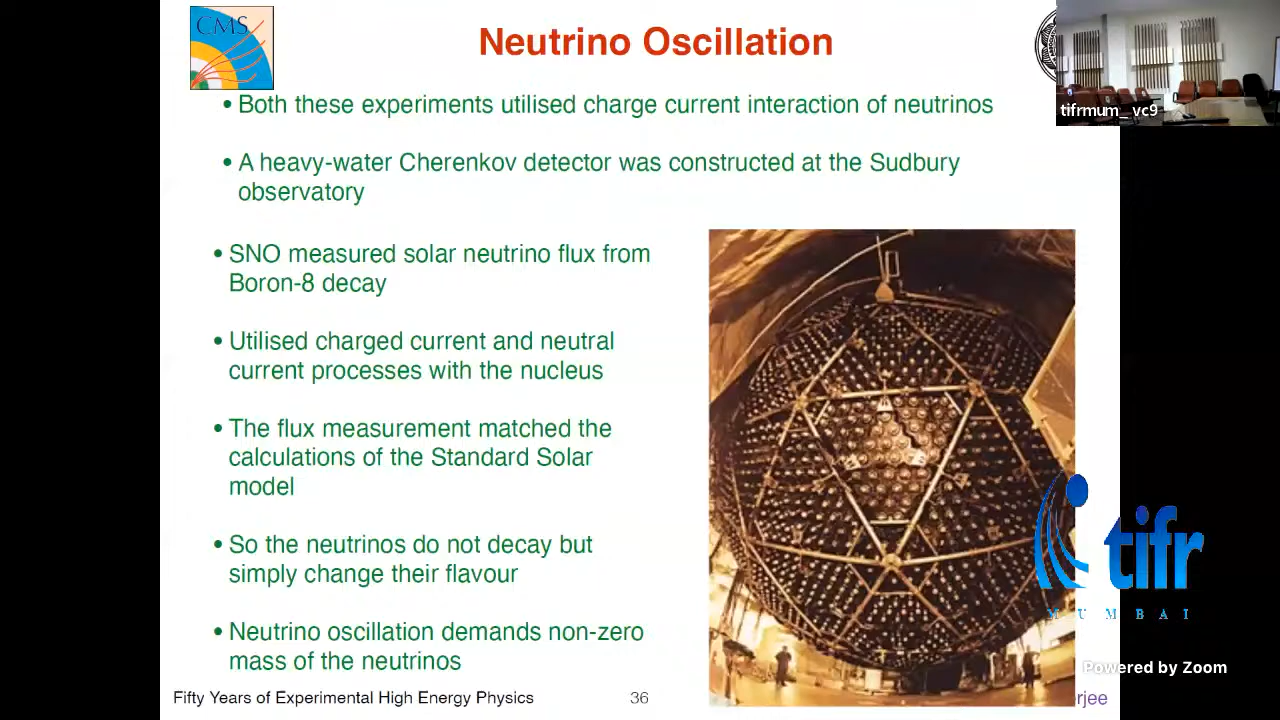 CMS
Neutrino Oscillation
tifrmum_ vc9
• Both these experiments utilised charge current interaction of neutrinos
• A heavy-water Cherenkov detector was constructed at the Sudbury
observatory
• SNO measured solar neutrino flux from
Boron-8 decay
• Utilised charged current and neutral
current processes with the nucleus
• The flux measurement matched the
calculations of the Standard Solar
model
• So the neutrinos do not decay but
simply change their flavour
• Neutrino oscillation demands non-zero
mass of the neutrinos
tifr
MUMBAI
Powered by Zoom
Fifty Years of Experimental High Energy Physics
36